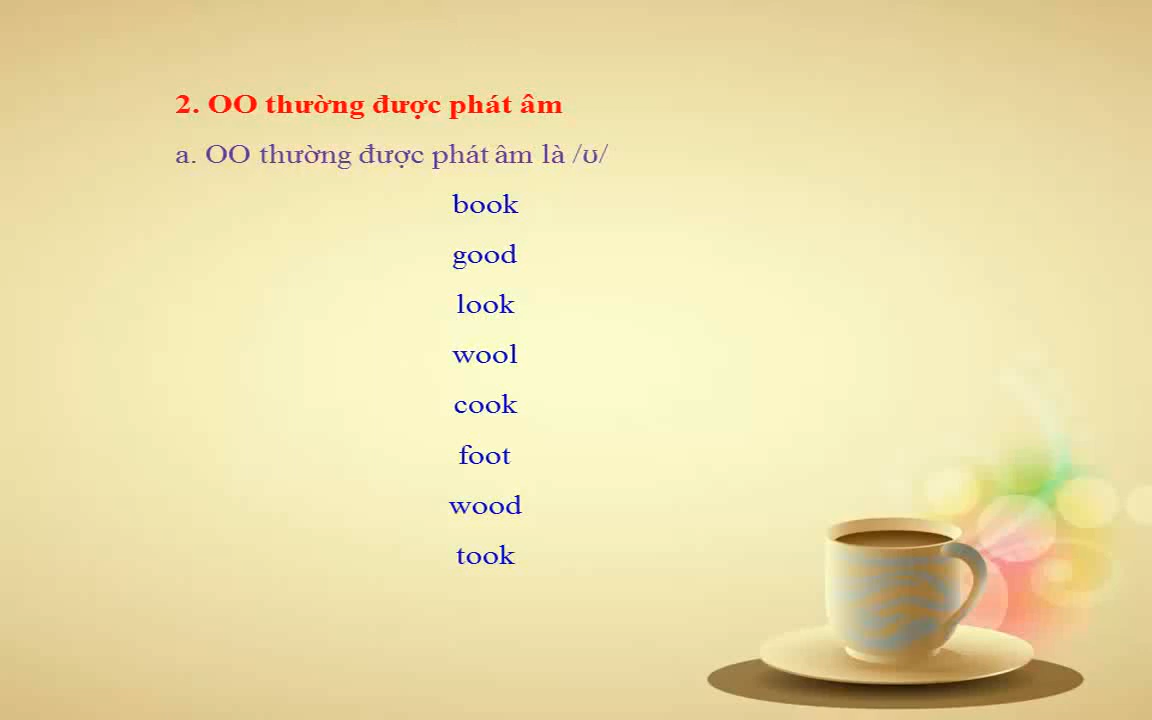 2. OO thường được phát âm
a. OO thường được phát âm là /ʊ/
book
good
look
wool
cook
foot
wood
took